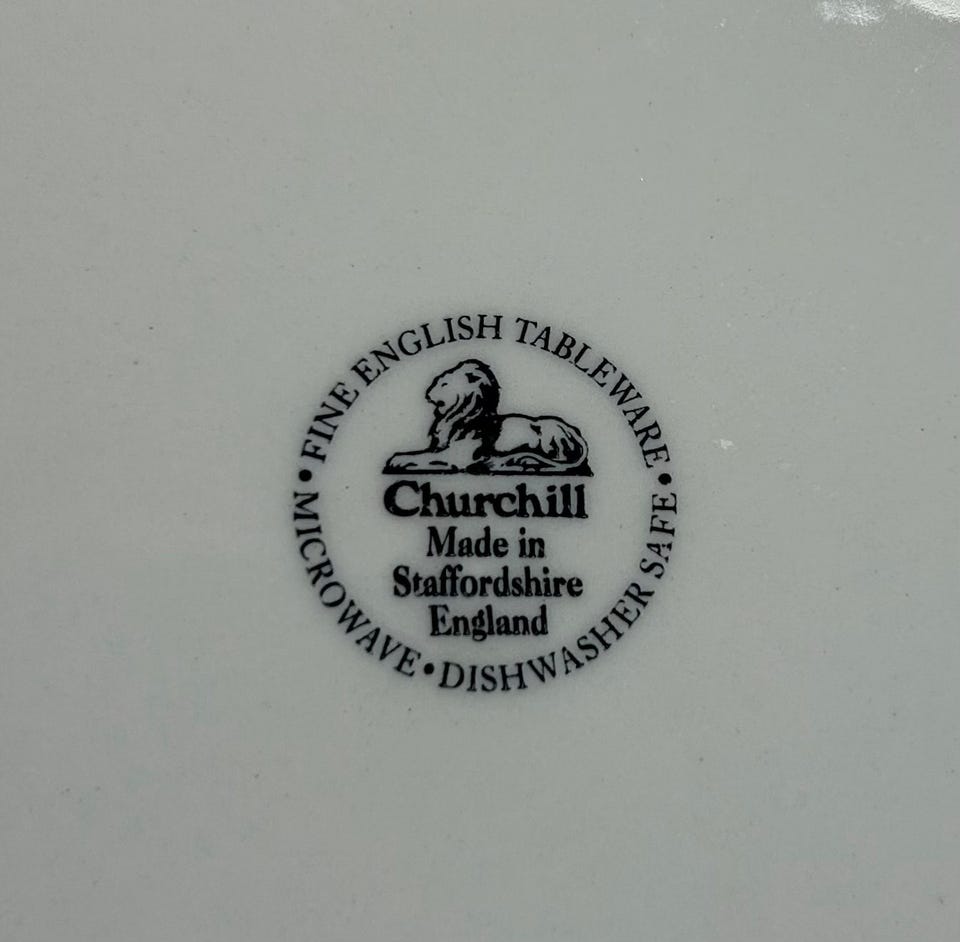 • FINE ENGLISH TABLEWARE •
Churchill
Made in
Staffordshire
England
MICROWAVE • DISHWASHER SAFE